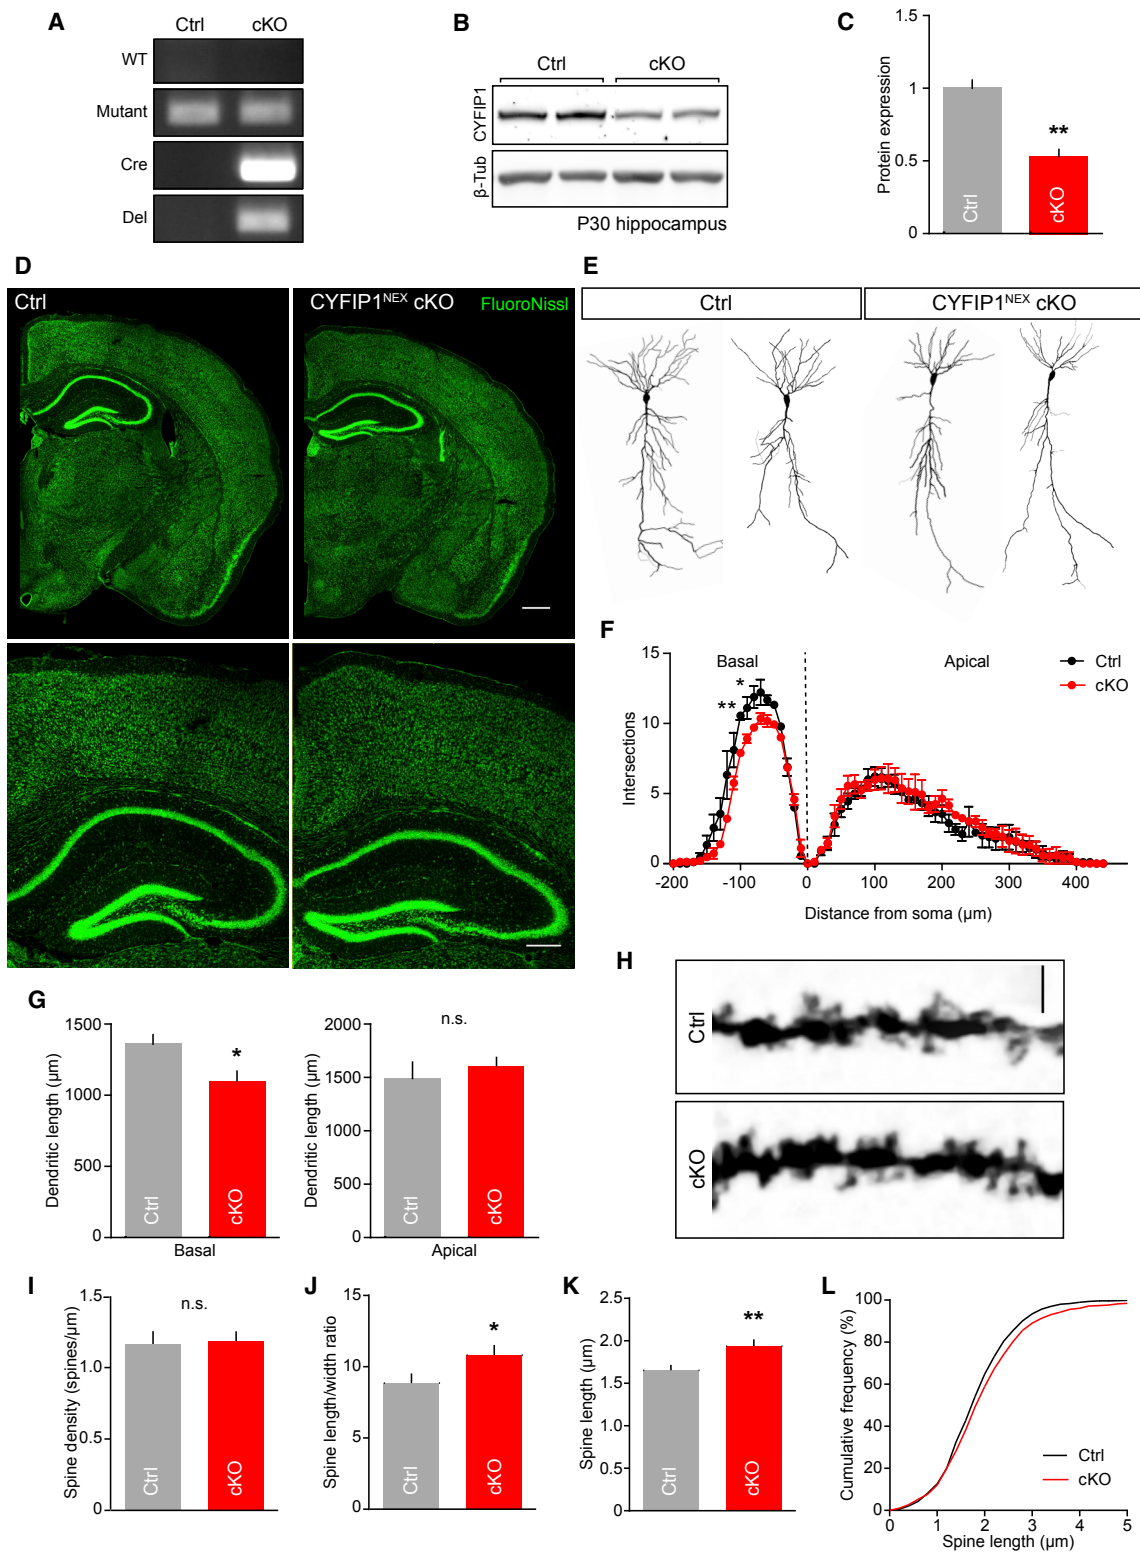 A
Ctrl cKO
WT
Mutant
Cre
Del
B
Ctrl cKO
CYFIP1
β-Tub
P30 hippocampus
C
Protein expression
1.5
1
0.5
0
Ctrl
cKO
**
D
Ctrl
CYFIP1NEX cKO
FluoroNissl
E
Ctrl
CYFIP1NEX cKO
F
Intersections
15
10
5
0
Basal
Apical
*
**
Ctrl
cKO
-200 -100 0 100 200 300 400
Distance from soma (µm)
G
Dendritic length (µm)
1500
1000
500
0
Ctrl
cKO
*
Basal
Dendritic length (µm)
2000
1500
1000
500
0
n.s.
Ctrl
cKO
Apical
H
Ctrl
cKO
I
Spine density (spines/µm)
1.5
1.0
0.5
0
n.s.
Ctrl
cKO
J
Spine length/width ratio
15
10
5
0
*
Ctrl
cKO
K
Spine length (µm)
2.5
2.0
1.5
1.0
0.5
0
**
Ctrl
cKO
L
Cumulative frequency (%)
100
80
60
40
20
0
Ctrl
cKO
0 1 2 3 4 5
Spine length (µm)